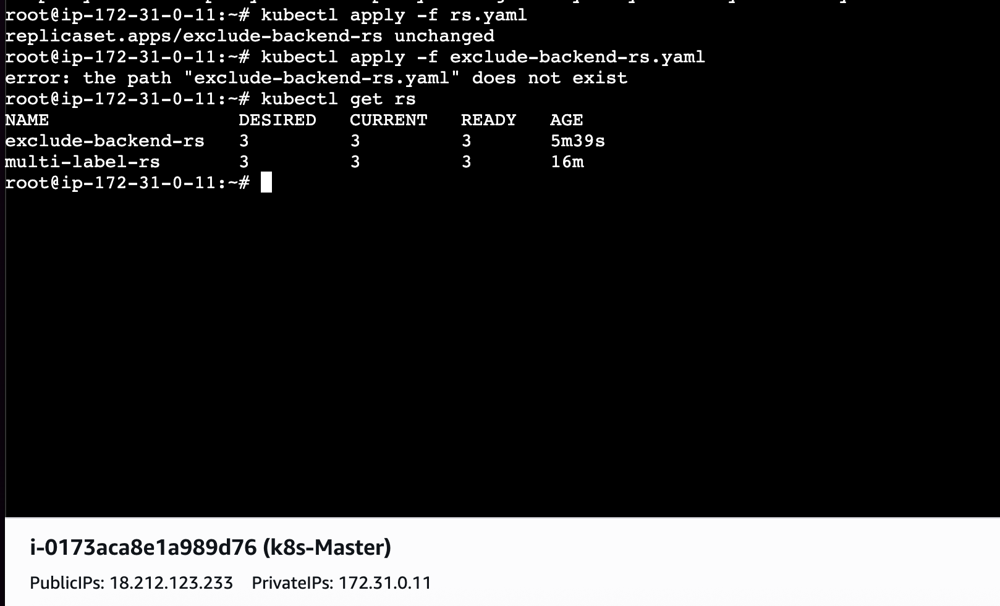 root@ip-172-31-0-11:~# kubectl apply -f rs.yaml
replicaset.apps/exclude-backend-rs unchanged
root@ip-172-31-0-11:~# kubectl apply -f exclude-backend-rs.yaml
error: the path "exclude-backend-rs.yaml" does not exist
root@ip-172-31-0-11:~# kubectl get rs
NAME                 DESIRED   CURRENT   READY   AGE
exclude-backend-rs   3         3         3       5m39s
multi-label-rs       3         3         3       16m
root@ip-172-31-0-11:~#
i-0173aca8e1a989d76 (k8s-Master)
PublicIPs: 18.212.123.233    PrivateIPs: 172.31.0.11